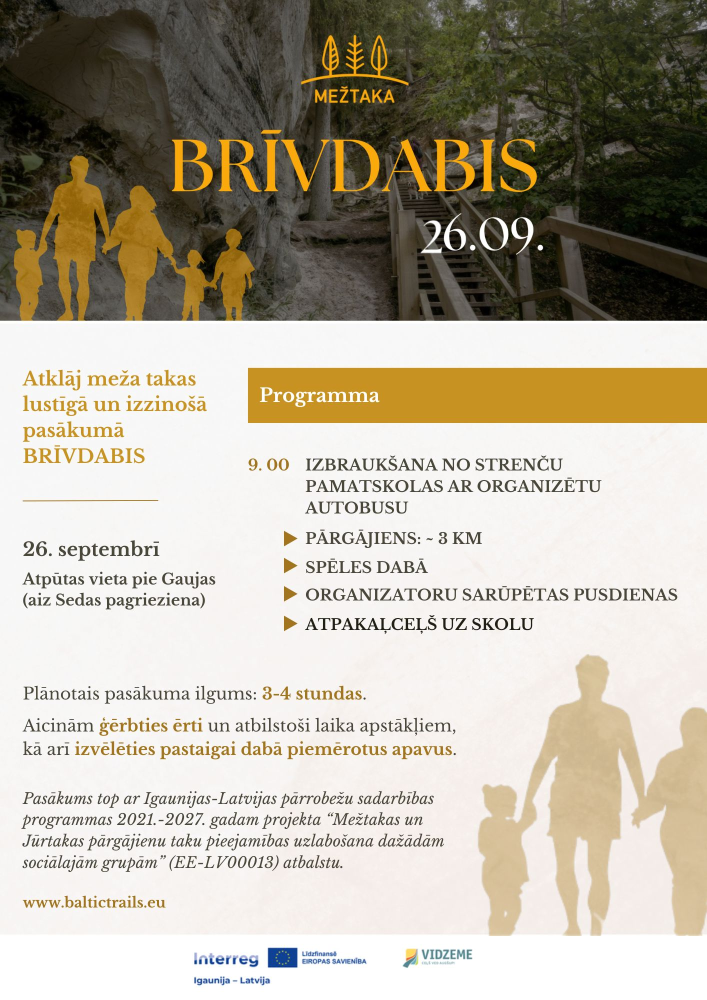 MEŽTAKA
BRĪVDABIS
26.09.
Atklāj meža takas
lustīgā un izzinošā
pasākumā
BRĪVDABIS
26. septembrī
Atpūtas vieta pie Gaujas
(aiz Sedas pagrieziena)
Programma
9. 00 IZBRAUKŠANA NO STRENČU
PAMATSKOLAS AR ORGANIZĒTU
AUTOBUSU
PĀRGĀJIENS: ~ 3 KM
SPĒLES DABĀ
ORGANIZATORU SARŪPĒTAS PUSDIENAS
ATPAKAĻCEĻŠ UZ SKOLU
Plānotais pasākuma ilgums: 3-4 stundas.
Aicinām ģērbties ērti un atbilstoši laika apstākļiem,
kā arī izvēlēties pastaigai dabā piemērotus apavus.
Pasākums top ar Igaunijas-Latvijas pārrobežu sadarbības
programmas 2021.-2027. gadam projekta “Mežtakas un
Jūrtakas pārgājienu taku pieejamības uzlabošana dažādām
sociālajām grupām” (EE-LV00013) atbalstu.
www.baltictrails.eu
Interreg
Līdzfinansē
EIROPAS SAVIENĪBA
Igaunija – Latvija
VIDZEME
CEĻŠ VED AUGŠUP!